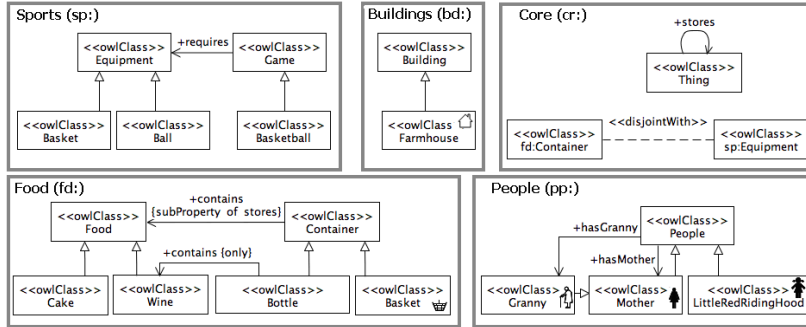 Sports (sp:)
<<owlClass>>
Equipment
+requires
<<owlClass>>
Game
<<owlClass>>
Basket
<<owlClass>>
Ball
<<owlClass>>
Basketball
Buildings (bd:)
<<owlClass>>
Building
<<owlClass
Farmhouse
Core (cr:)
+stores
<<owlClass>>
Thing
<<owlClass>>
fd:Container
<<disjointWith>>
<<owlClass>>
sp:Equipment
Food (fd:)
<<owlClass>>
Food
+contains
{subProperty of stores}
<<owlClass>>
Container
+contains {only}
<<owlClass>>
Cake
<<owlClass>>
Wine
<<owlClass>>
Bottle
<<owlClass>>
Basket
People (pp:)
<<owlClass>>
People
+hasGranny
+hasMother
<<owlClass>>
Granny
<<owlClass>>
Mother
<<owlClass>>
LittleRedRidingHood